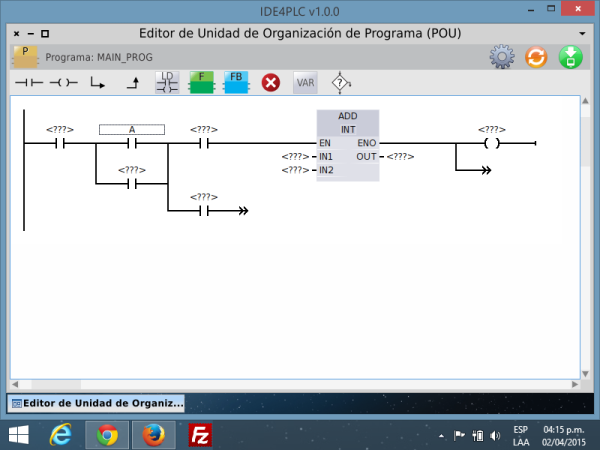 IDE4PLC v1.0.0
Editor de Unidad de Organización de Programa (POU)
P
Programa: MAIN_PROG
LD F FB VAR ?
ADD
INT
<???> A <???> <???>
EN ENO
<???> IN1 OUT <???>
<???> IN2
<???>
<???>
Editor de Unidad de Organiz...
ESP 04:15 p.m.
LAA 02/04/2015